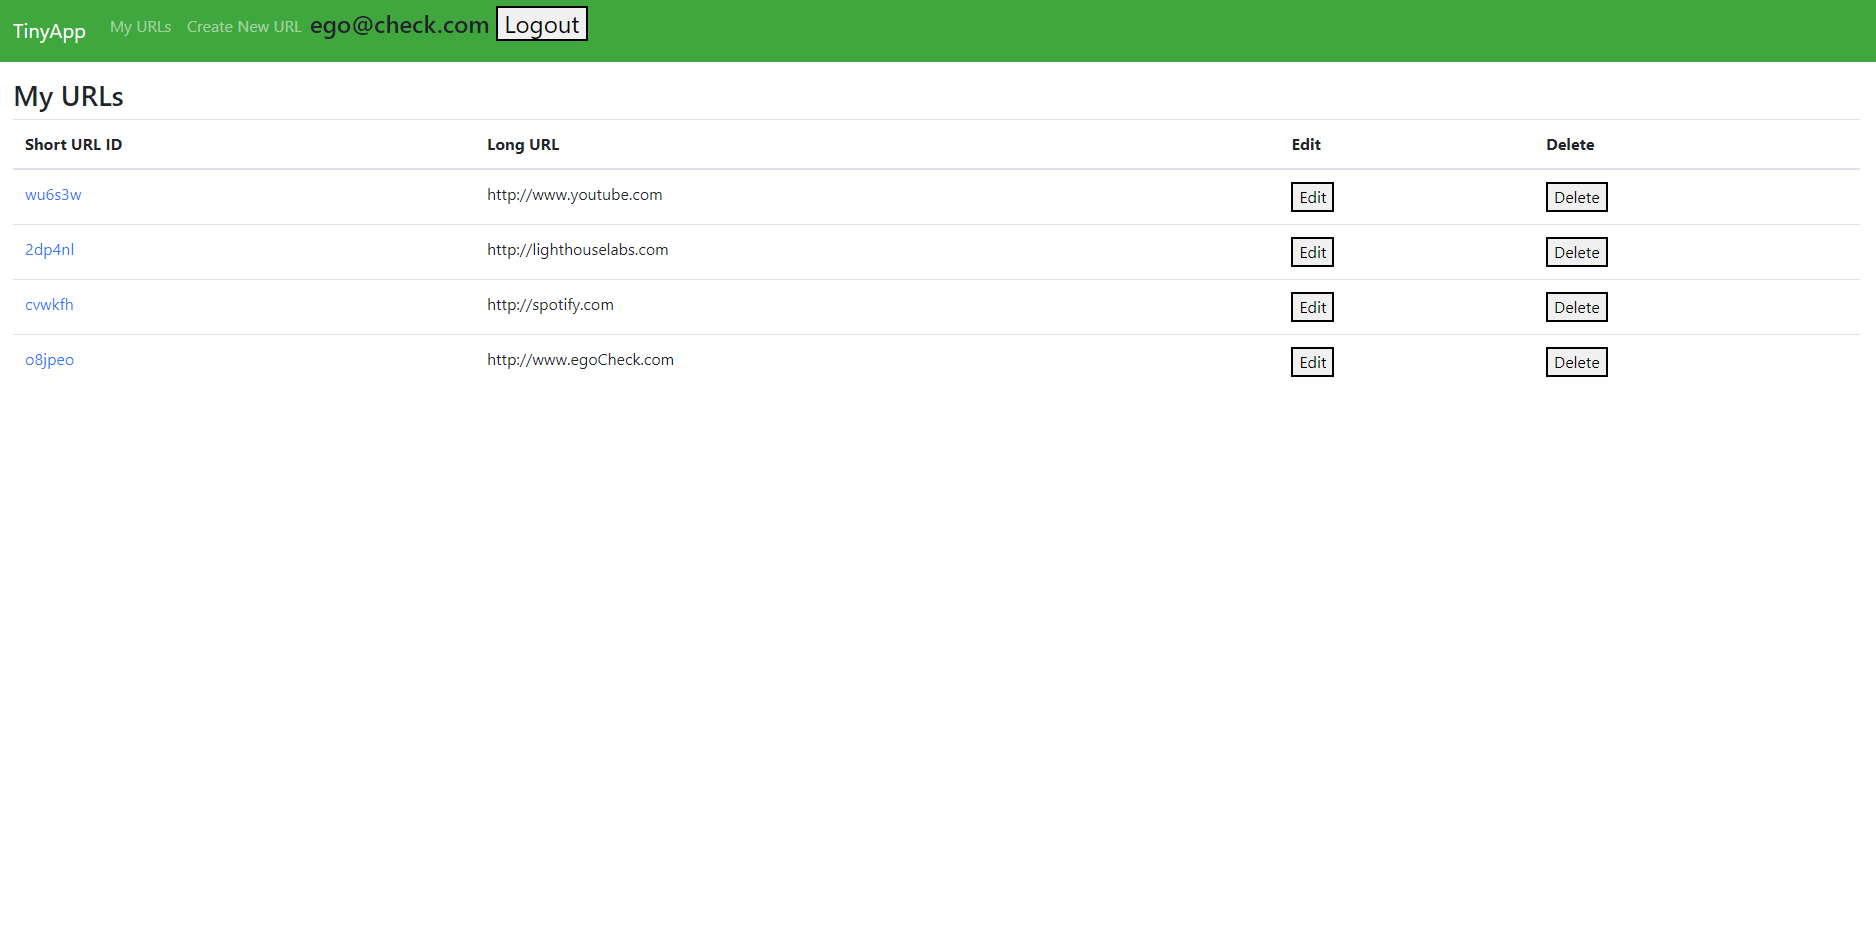 TinyApp My URLs Create New URL ego@check.com Logout
My URLs
Short URL ID Long URL Edit Delete
wu6s3w http://www.youtube.com Edit Delete
2dp4nl http://lighthouselabs.com Edit Delete
cvwkfh http://spotify.com Edit Delete
o8jpeo http://www.egoCheck.com Edit Delete